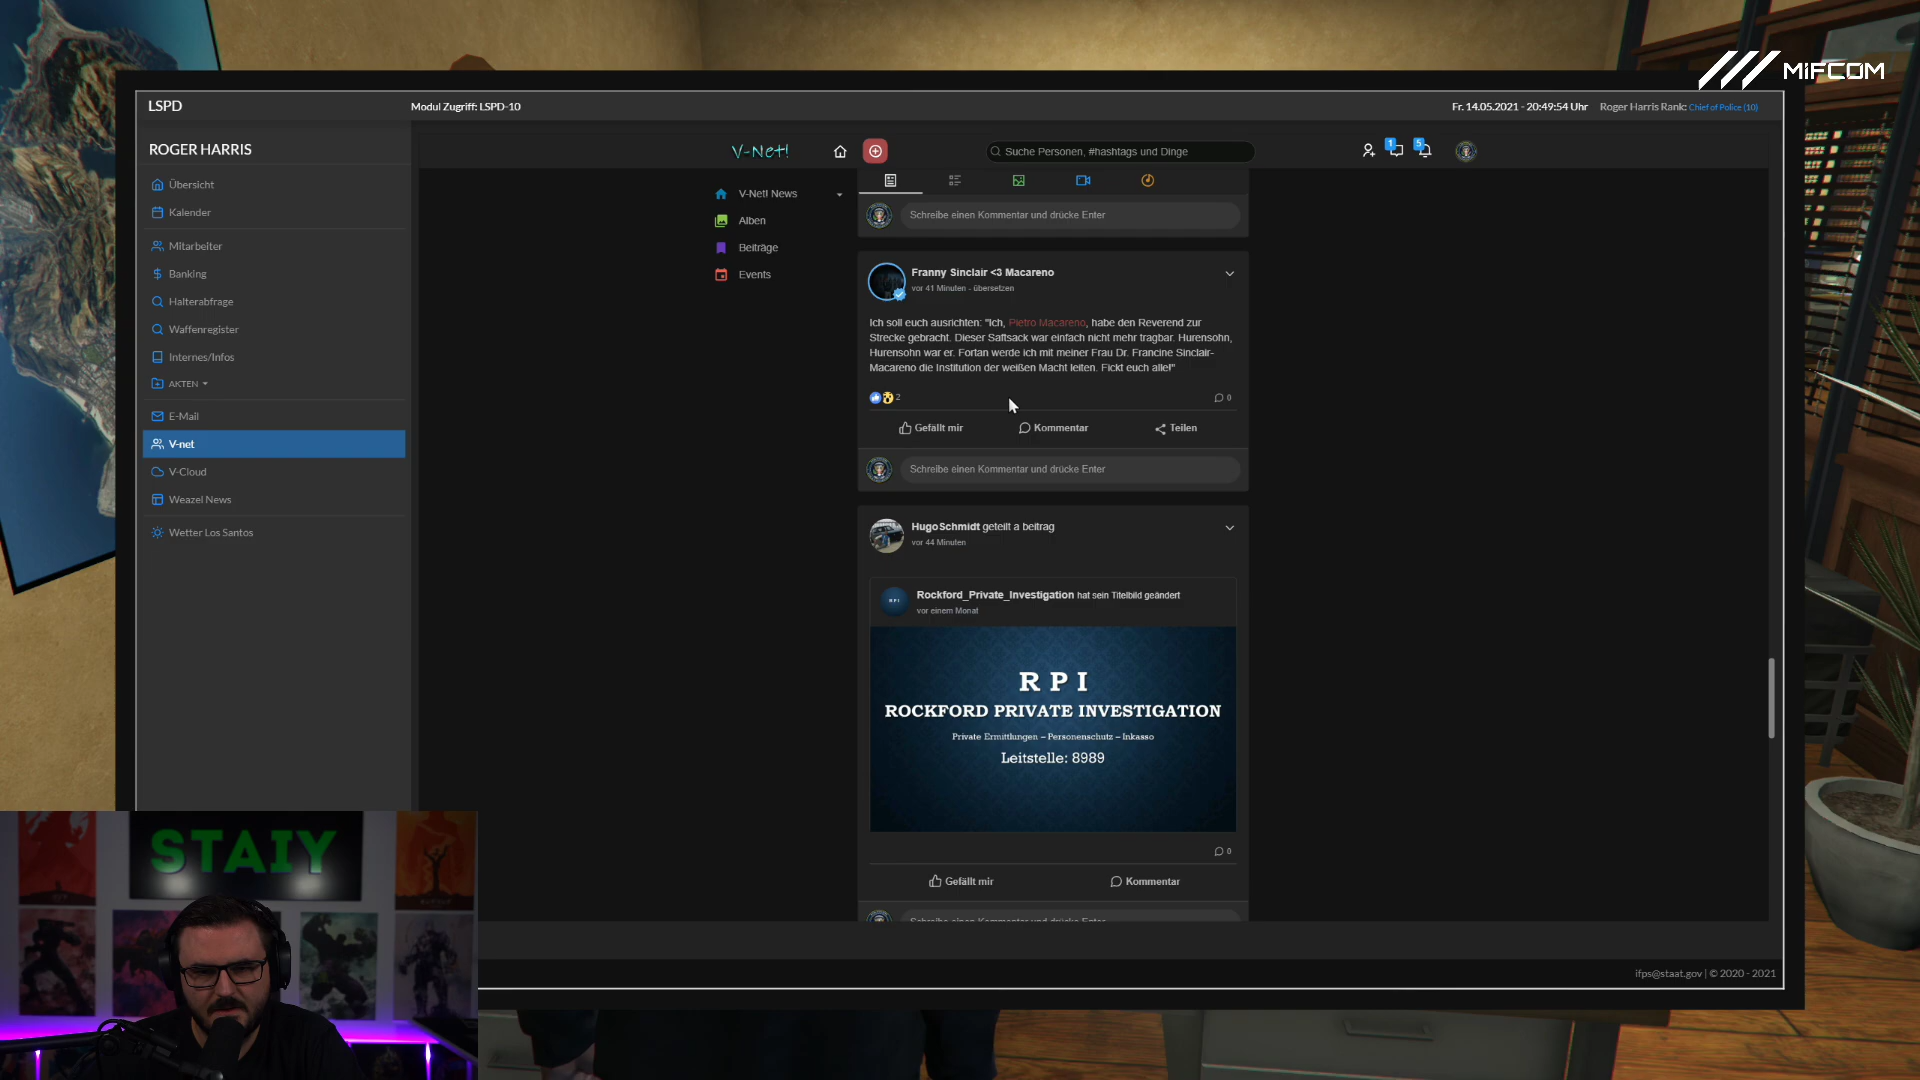 MIFCOM
LSPD
Modul Zugriff: LSPD-10
Fr. 14.05.2021 - 20:49:54 Uhr
Roger Harris Rank: Chief of Police (10)
ROGER HARRIS
Übersicht
Kalender
Mitarbeiter
Banking
Halterabfrage
Waffenregister
Internes/Infos
AKTEN
E-Mail
V-net
V-Cloud
Weazel News
Wetter Los Santos
V-Net!
Suche Personen, #hashtags und Dinge
1
5
V-Net! News
Alben
Beiträge
Events
Schreibe einen Kommentar und drücke Enter
Franny Sinclair <3 Macareno
vor 41 Minuten - übersetzen
Ich soll euch ausrichten: "Ich, Pietro Macareno, habe den Reverend zur
Strecke gebracht. Dieser Saftsack war einfach nicht mehr tragbar. Hurensohn,
Hurensohn war er. Fortan werde ich mit meiner Frau Dr. Francine Sinclair-
Macareno die Institution der weißen Macht leiten. Fickt euch alle!"
2
0
Gefällt mir
Kommentar
Teilen
Schreibe einen Kommentar und drücke Enter
HugoSchmidt geteilt a beitrag
vor 44 Minuten
RPI
Rockford_Private_Investigation hat sein Titelbild geändert
vor einem Monat
R P I
ROCKFORD PRIVATE INVESTIGATION
Private Ermittlungen – Personenschutz – Inkasso
Leitstelle: 8989
0
Gefällt mir
Kommentar
Schreibe einen Kommentar und drücke Enter
ifps@staat.gov | © 2020 - 2021
STAIY